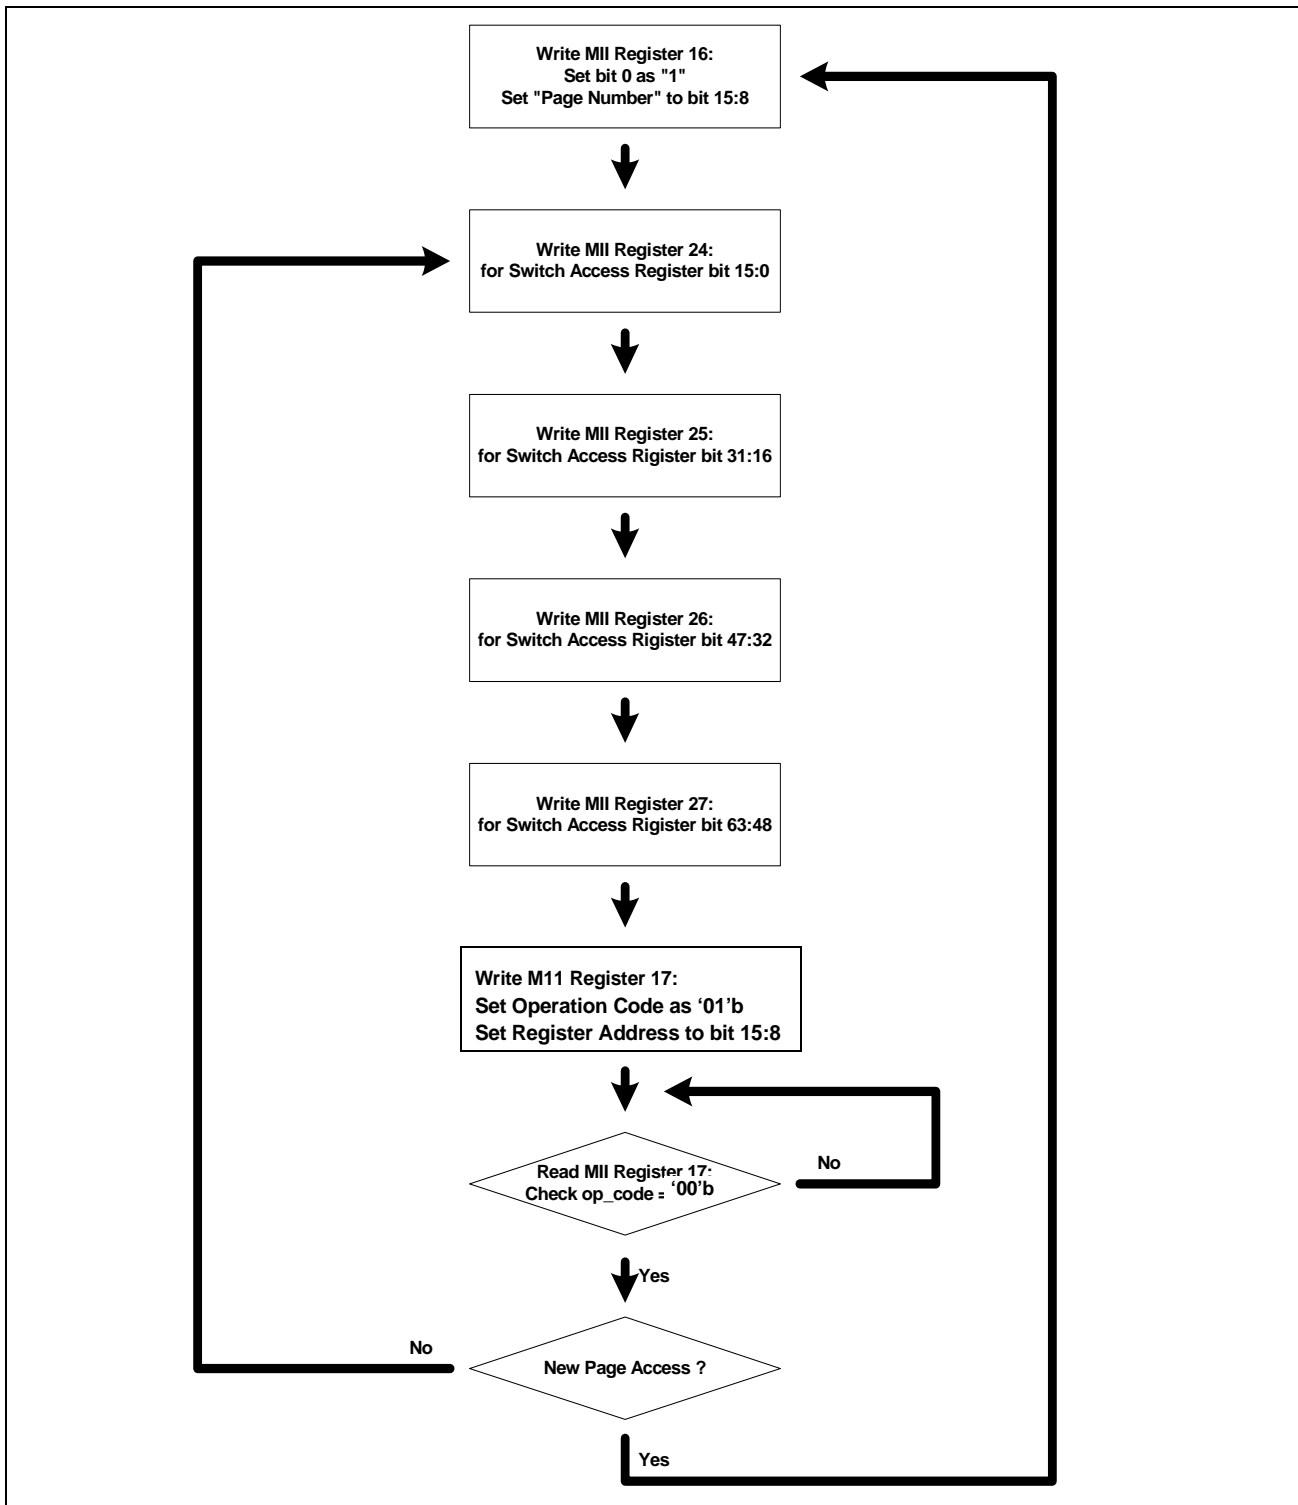 Write MII Register 16:
Set bit 0 as "1"
Set "Page Number" to bit 15:8
Write MII Register 24:
for Switch Access Register bit 15:0
Write MII Register 25:
for Switch Access Rigister bit 31:16
Write MII Register 26:
for Switch Access Rigister bit 47:32
Write MII Register 27:
for Switch Access Rigister bit 63:48
Write M11 Register 17:
Set Operation Code as ‘01’b
Set Register Address to bit 15:8
Read MII Register 17:
Check op_code = ‘00’b
No
Yes
No
New Page Access ?
Yes